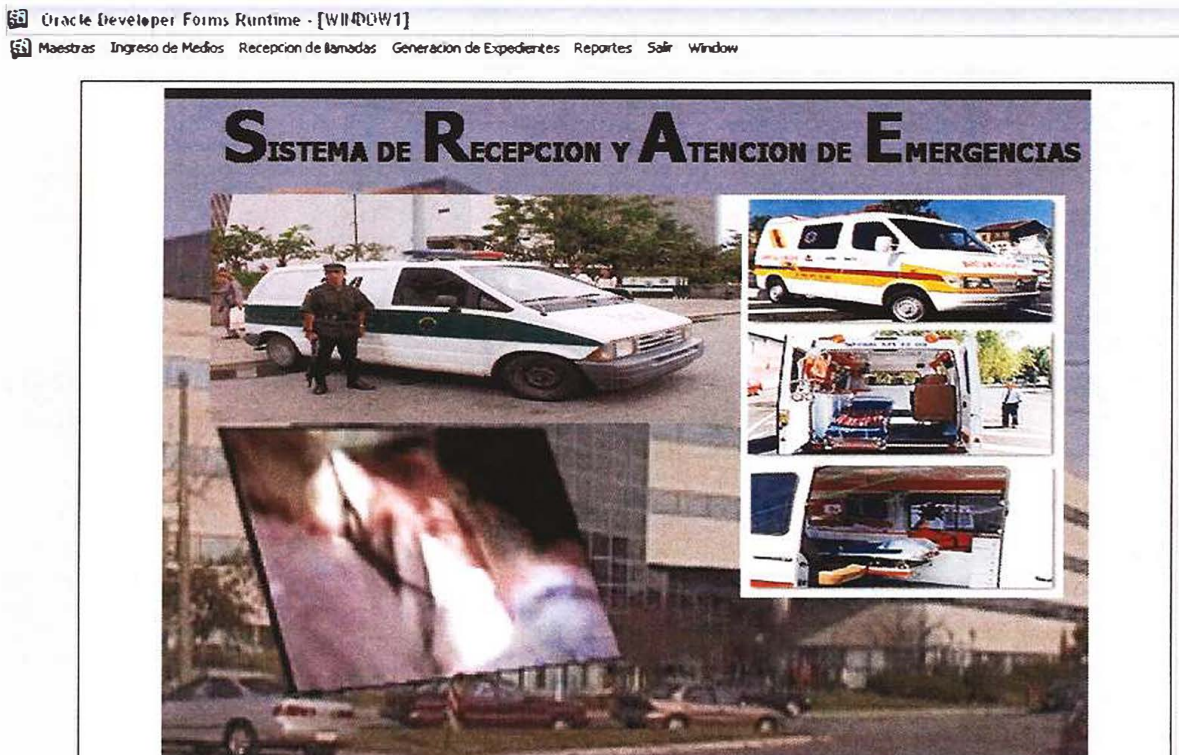 Oracle Developer Forms Runtime - [WINDOW1]
Maestras Ingreso de Medios Recepcion de llamadas Generacion de Expedientes Reportes Salir Window
SISTEMA DE RECEPCION Y ATENCION DE EMERGENCIAS